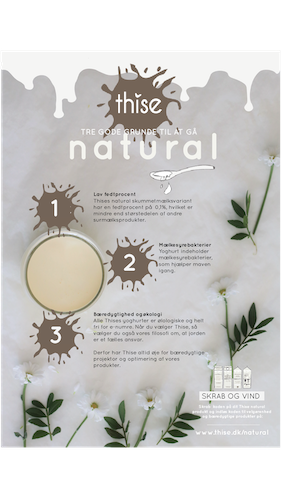 thise
TRE GODE GRUNDE TIL AT GÅ
natural
1
Lav fedtprocent
Thises natural skummetmælksvariant
har en fedtprocent på 0,1%, hvilket er
mindre end størstedelen af andre
surmælksprodukter.
2
Mælkesyrebakterier
Yoghurt indeholder
mælkesyrebakterier,
som hjælper maven
igang.
3
Bæredygtighed og økologi
Alle Thises yoghurter er økologiske og helt
fri for e-numre. Når du vælger Thise, så
vælger du også vores filosofi om, at jorden
er et fælles ansvar.
Derfor har Thise altid øje for bæredygtige
projekter og optimering af vores
produkter.
SKRAB OG VIND
www.thise.dk/natural